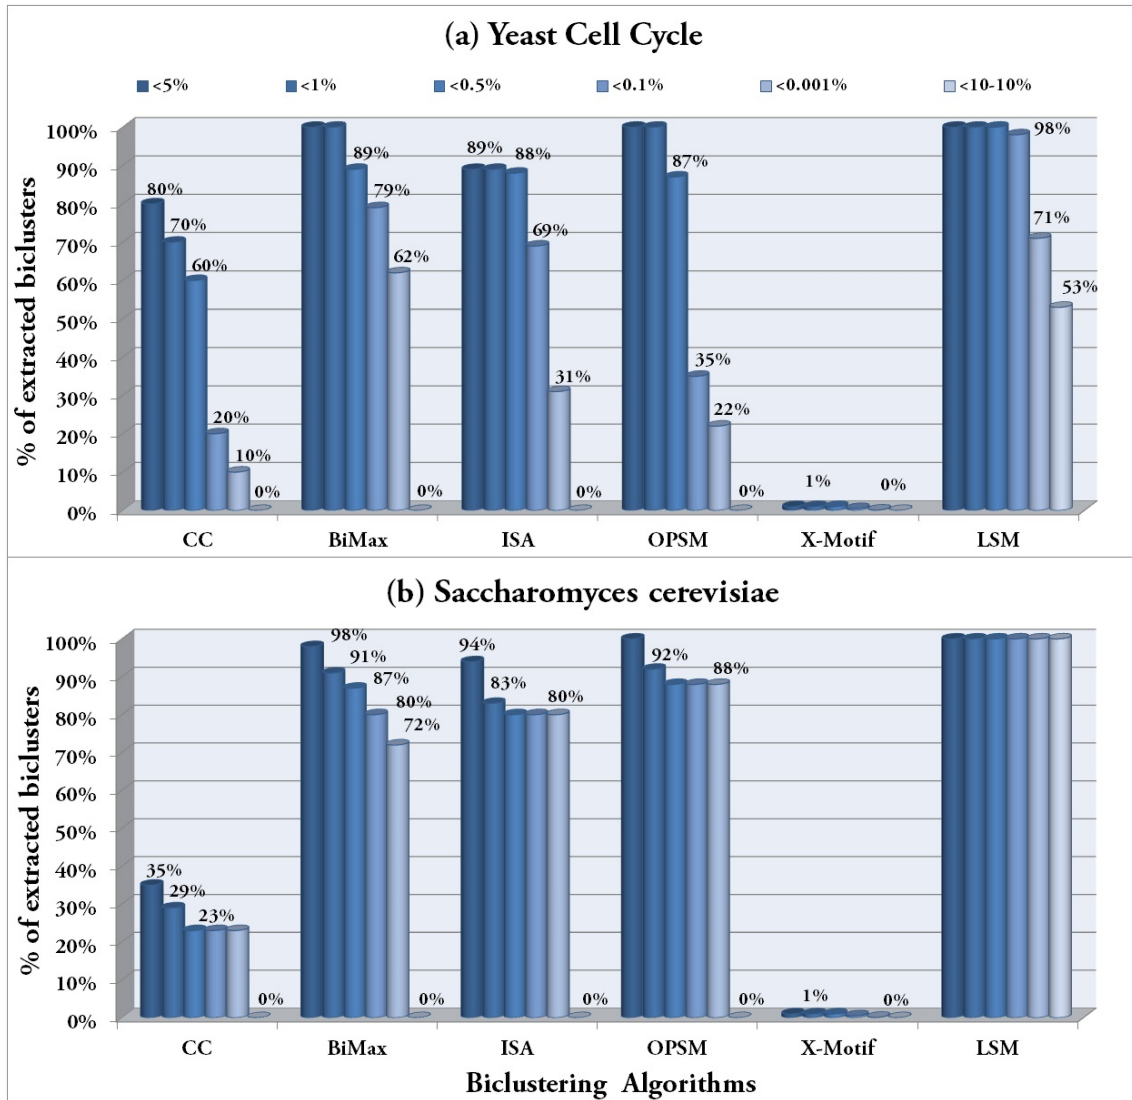 (a) Yeast Cell Cycle
<5% <1% <0.5% <0.1% <0.001% <10-10%
% of extracted biclusters
100%
90%
80%
70%
60%
50%
40%
30%
20%
10%
0%
80% 70% 60% 20% 10% 0%
89% 79% 62% 0%
89% 88% 69% 31% 0%
87% 35% 22% 0%
1% 0%
98% 71% 53%
CC BiMax ISA OPSM X-Motif LSM
(b) Saccharomyces cerevisiae
% of extracted biclusters
100%
90%
80%
70%
60%
50%
40%
30%
20%
10%
0%
35% 29% 23% 0%
98% 91% 87% 80% 72% 0%
94% 83% 80% 0%
92% 88% 0%
1% 0%
CC BiMax ISA OPSM X-Motif LSM
Biclustering Algorithms